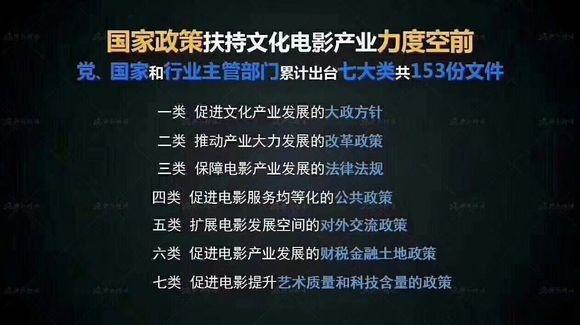 国家政策扶持文化电影产业力度空前
党、国家和行业主管部门累计出台七大类共153份文件
一类 促进文化产业发展的大政方针
二类 推动产业大力发展的改革政策
三类 保障电影产业发展的法律法规
四类 促进电影服务均等化的公共政策
五类 扩展电影发展空间的对外交流政策
六类 促进电影产业发展的财税金融土地政策
七类 促进电影提升艺术质量和科技含量的政策